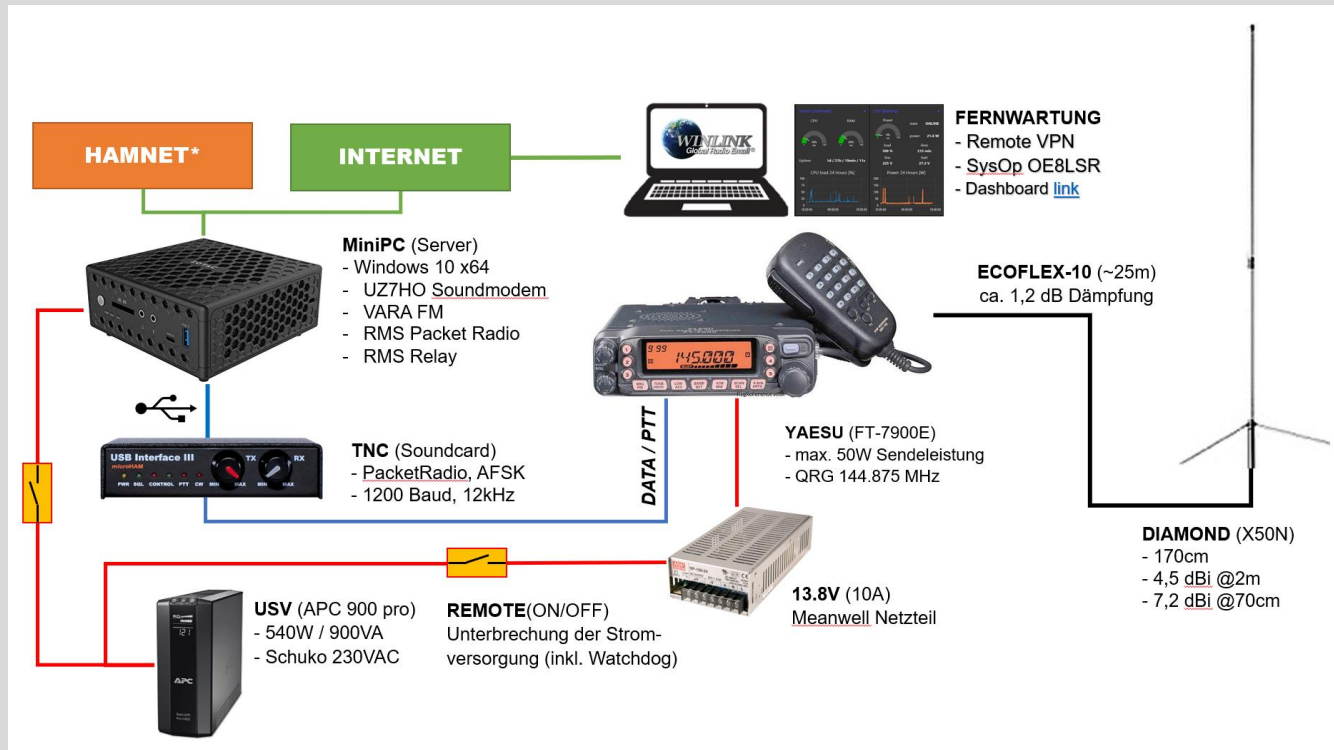 HAMNET*
INTERNET
WINLINK
Global Radio Email®
FERNWARTUNG
- Remote VPN
- SysOp OE8LSR
- Dashboard link
MiniPC (Server)
- Windows 10 x64
- UZ7HO Soundmodem
- VARA FM
- RMS Packet Radio
- RMS Relay
ECOFLEX-10 (~25m)
ca. 1,2 dB Dämpfung
145.000
USB Interface III
microHAM
TX
RX
PWR SQL CONTROL PTT CW MIN MAX MIN MAX
TNC (Soundcard)
- PacketRadio, AFSK
- 1200 Baud, 12kHz
DATA / PTT
YAESU (FT-7900E)
- max. 50W Sendeleistung
- QRG 144.875 MHz
DIAMOND (X50N)
- 170cm
- 4,5 dBi @2m
- 7,2 dBi @70cm
13.8V (10A)
Meanwell Netzteil
USV (APC 900 pro)
- 540W / 900VA
- Schuko 230VAC
REMOTE(ON/OFF)
Unterbrechung der Strom-
versorgung (inkl. Watchdog)
APC